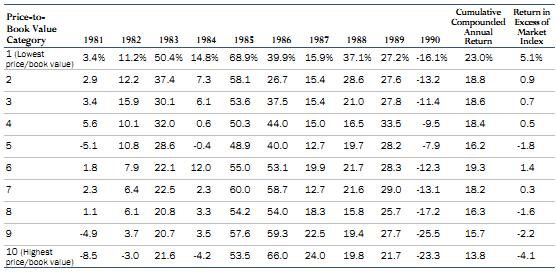 Price-to-
Book Value
Category 1981 1982 1983 1984 1985 1986 1987 1988 1989 1990 Cumulative Compounded Annual Return Return in Excess of Market Index
1 (Lowest price/book value) 3.4% 11.2% 50.4% 14.8% 68.9% 39.9% 15.9% 37.1% 27.2% -16.1% 23.0% 5.1%
2 2.9 12.2 37.4 7.3 58.1 26.7 15.4 28.6 27.6 -13.2 18.8 0.9
3 3.4 15.9 30.1 6.1 53.6 37.5 15.4 21.0 27.8 -11.4 18.6 0.7
4 5.6 10.1 32.0 0.6 50.3 44.0 15.0 16.5 33.5 -9.5 18.4 0.5
5 -5.1 10.8 28.6 -0.4 48.9 40.0 12.7 19.7 28.2 -7.9 16.2 -1.8
6 1.8 7.9 22.1 12.0 55.0 53.1 19.9 21.7 28.3 -12.3 19.3 1.4
7 2.3 6.4 22.5 2.3 60.0 58.7 12.7 21.6 29.0 -13.1 18.2 0.3
8 1.1 6.1 20.8 3.3 54.2 54.0 18.3 15.8 25.7 -17.2 16.3 -1.6
9 -4.9 3.7 20.7 3.5 57.6 59.3 22.5 19.4 27.7 -25.5 15.7 -2.2
10 (Highest price/book value) -8.5 -3.0 21.6 -4.2 53.5 66.0 24.0 19.8 21.7 -23.3 13.8 -4.1